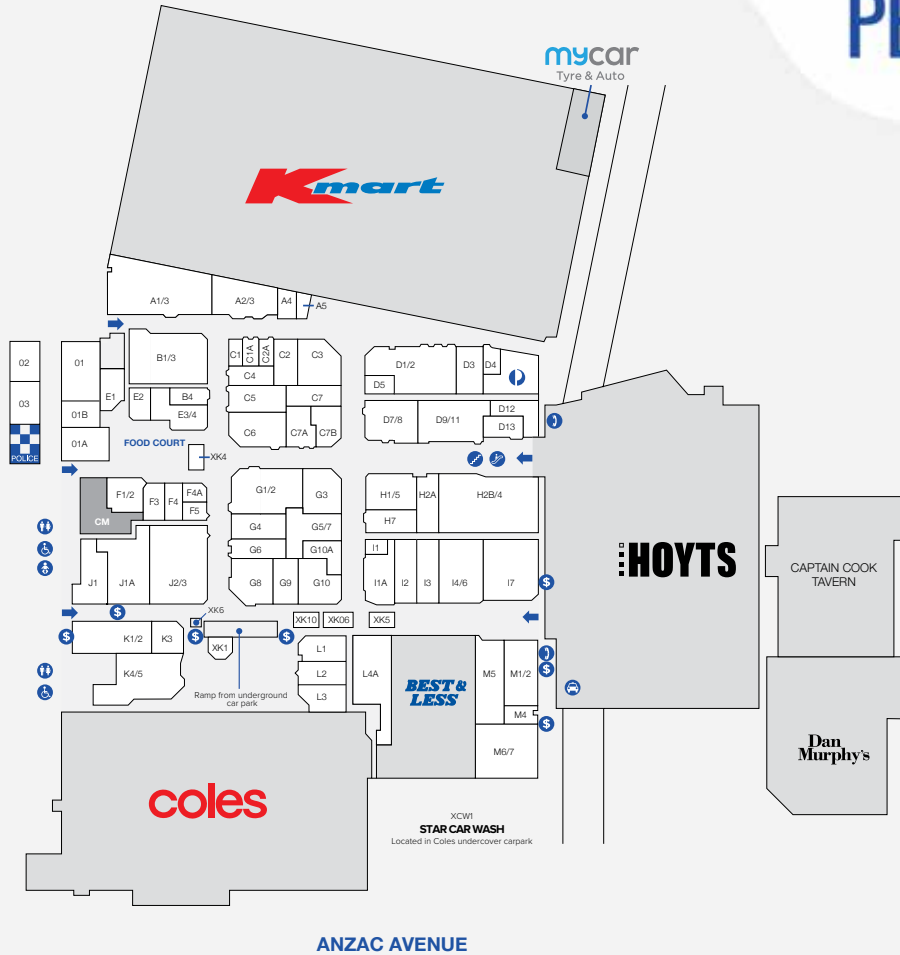 PE
mycar
Tyre & Auto
Kmart
A1/3
A2/3
A4
A5
02
01
B1/3
C1
C1A
C2A
C2
C3
C4
D1/2
D3
D4
D5
03
E1
E2
B4
E3/4
C5
C7
01B
C6
C7A
C7B
D7/8
D9/11
D12
D13
01A
POLICE
FOOD COURT
XK4
CM
F1/2
F3
F4
F4A
F5
G1/2
G3
H1/5
H2A
H2B/4
H7
G4
G5/7
G6
G10A
G8
G9
G10
I1
I1A
I2
I3
I4/6
I7
HOYTS
CAPTAIN COOK
TAVERN
J1
J1A
J2/3
$
$
XK6
XK10
XK06
XK5
$
$
$
K1/2
K3
XK1
L1
L2
L3
L4A
K4/5
Ramp from underground
car park
BEST &
LESS
M5
M1/2
$
M4
$
M6/7
Dan
Murphy's
coles
XCW1
STAR CAR WASH
Located in Coles undercover carpark
ANZAC AVENUE